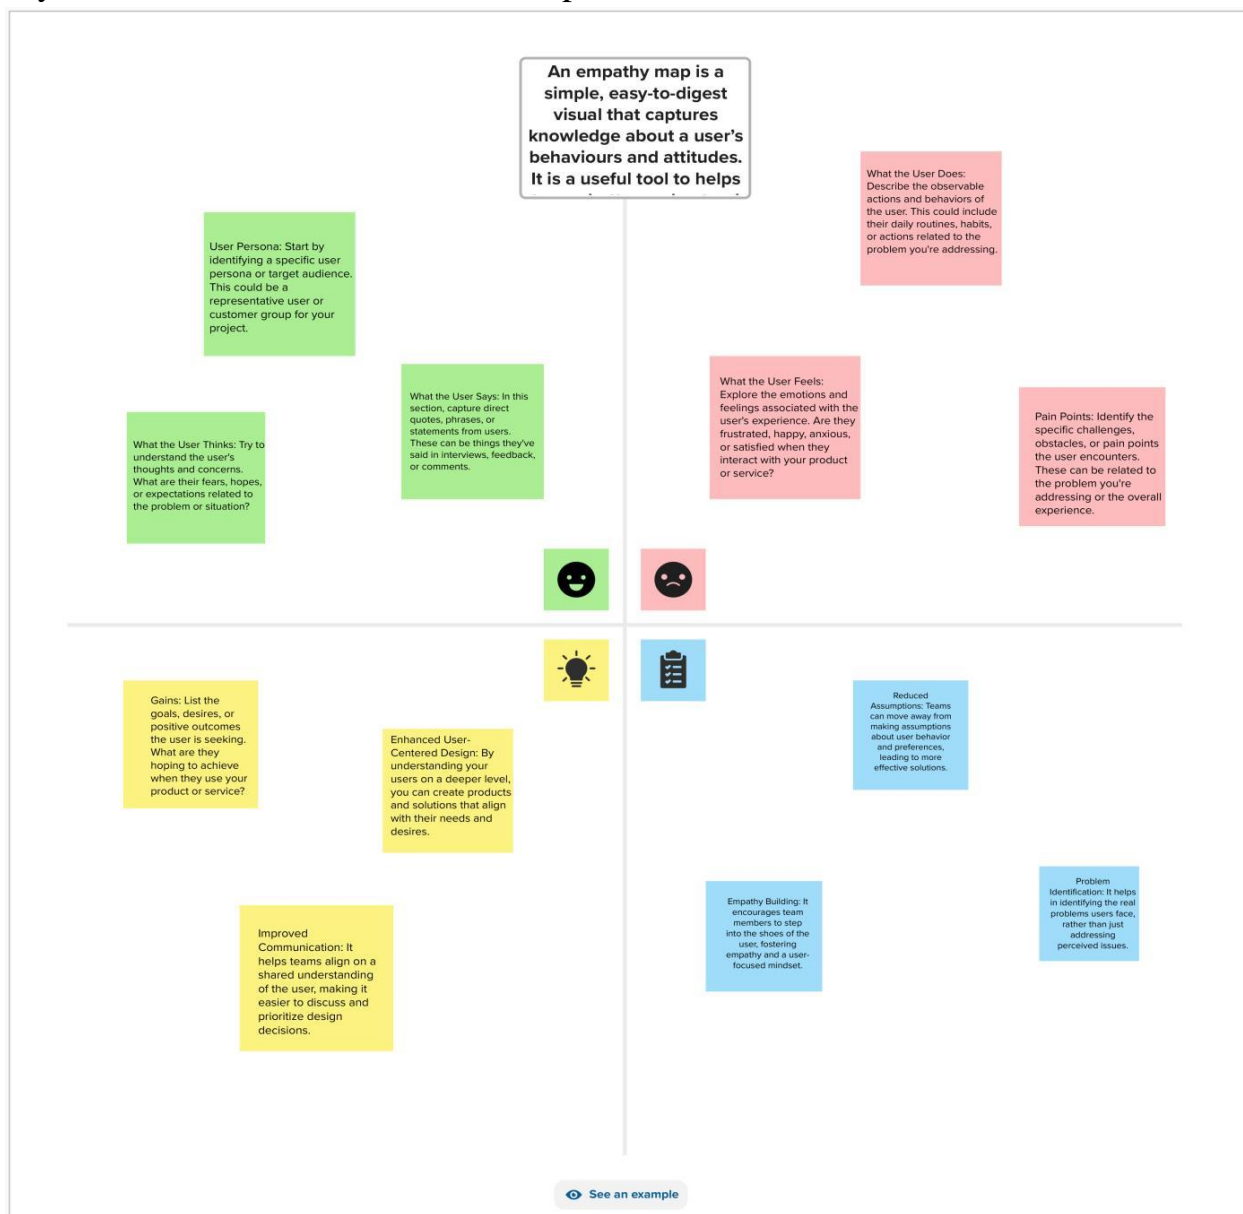 An empathy map is a
simple, easy-to-digest
visual that captures
knowledge about a user's
behaviours and attitudes.
It is a useful tool to helps
What the User Does:
Describe the observable
actions and behaviors of
the user. This could include
their daily routines, habits,
or actions related to the
problem you're addressing.
User Persona: Start by
identifying a specific user
persona or target audience.
This could be a
representative user or
customer group for your
project.
What the User Says: In this
section, capture direct
quotes, phrases, or
statements from users.
These can be things they've
said in interviews, feedback,
or comments.
What the User Thinks: Try to
understand the user's
thoughts and concerns.
What are their fears, hopes,
or expectations related to
the problem or situation?
What the User Feels:
Explore the emotions and
feelings associated with the
user's experience. Are they
frustrated, happy, anxious,
or satisfied when they
interact with your product
or service?
Pain Points: Identify the
specific challenges,
obstacles, or pain points
the user encounters.
These can be related to
the problem you're
addressing or the overall
experience.
Gains: List the
goals, desires, or
positive outcomes
the user is seeking.
What are they
hoping to achieve
when they use your
product or service?
Enhanced User-
Centered Design: By
understanding your
users on a deeper level,
you can create products
and solutions that align
with their needs and
desires.
Improved
Communication: It
helps teams align on a
shared understanding
of the user, making it
easier to discuss and
prioritize design
decisions.
Reduced
Assumptions: Teams
can move away from
making assumptions
about user behavior
and preferences,
leading to more
effective solutions.
Empathy Building: It
encourages team
members to step
into the shoes of the
user, fostering
empathy and a user-
focused mindset.
Problem
Identification: It helps
in identifying the real
problems users face,
rather than just
addressing
perceived issues.
See an example